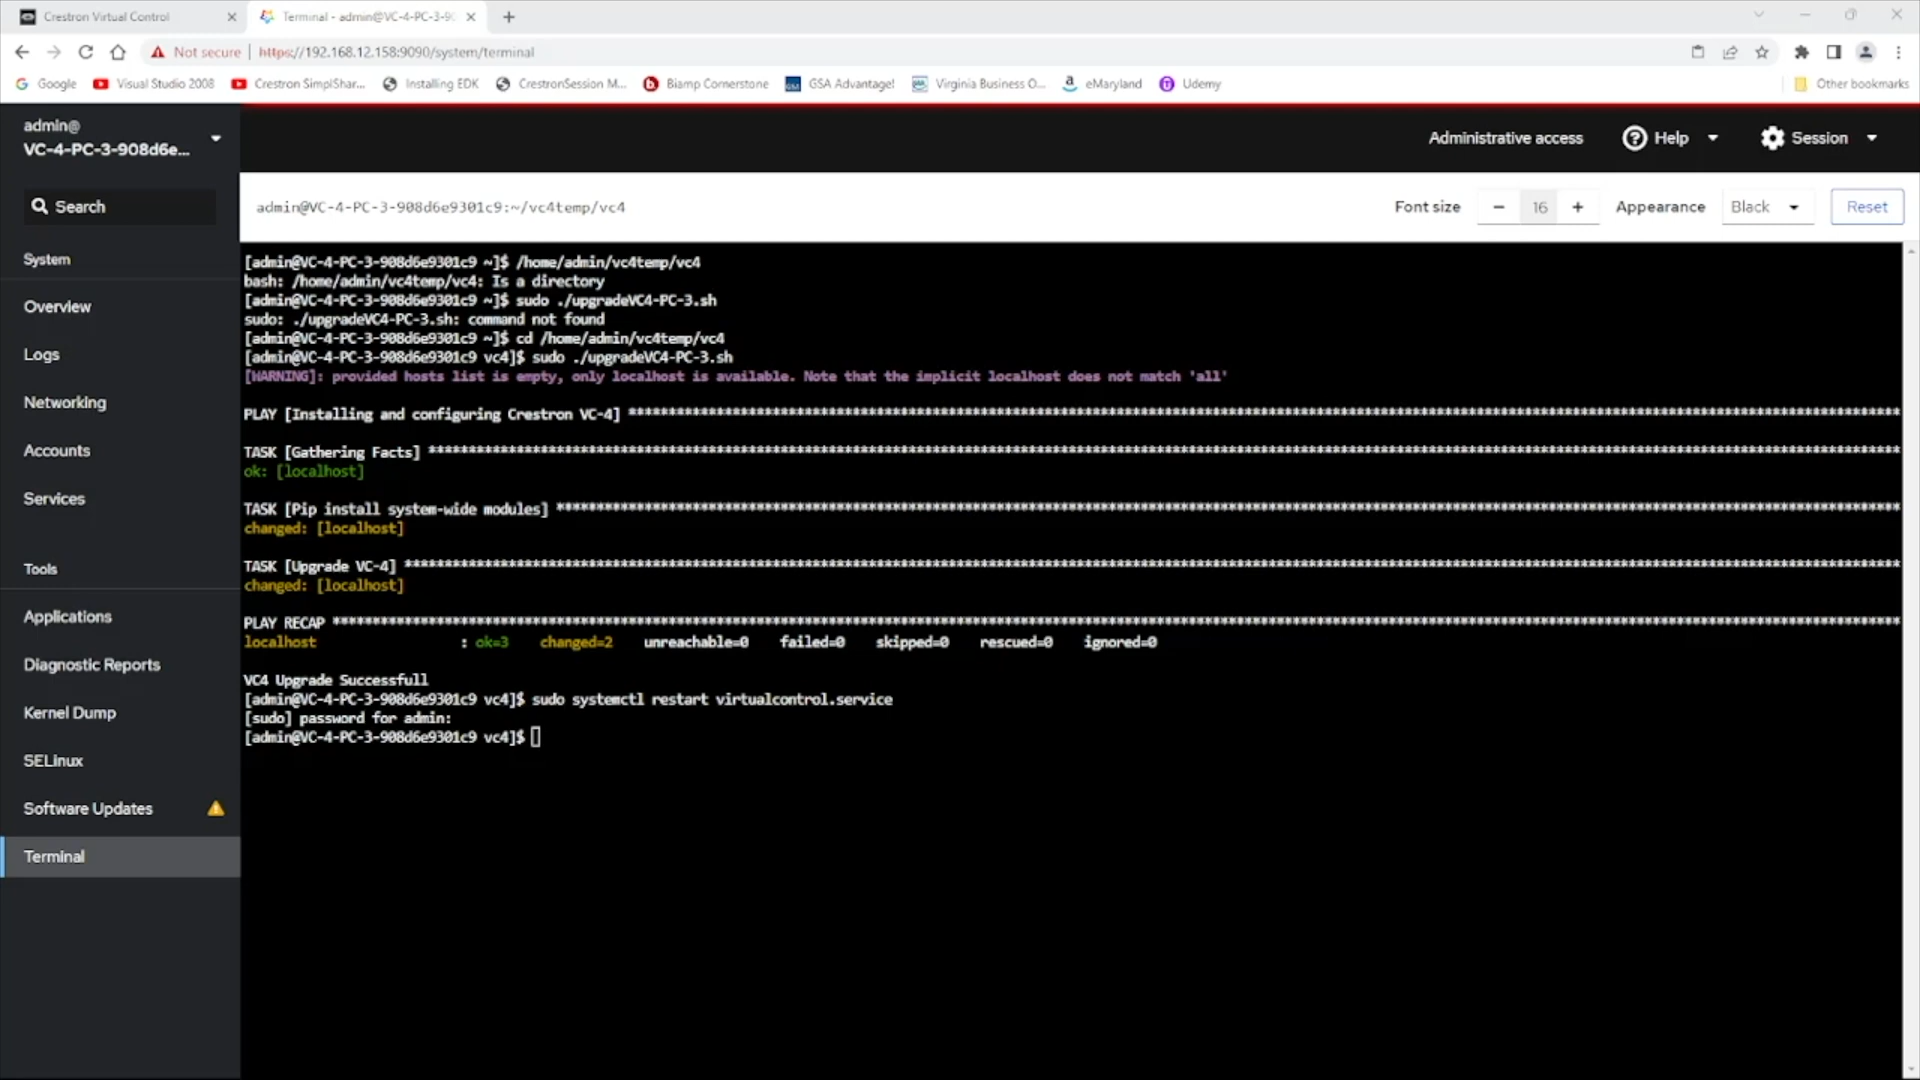 Crestron Virtual Control
Terminal - admin@VC-4-PC-3-90
Not secure | https://192.168.12.158:9090/system/terminal
Google Visual Studio 2008 Crestron SimplShar... Installing EDK CrestronSession M... Biamp Cornerstone GSA Advantage! Virginia Business O... eMaryland Udemy Other bookmarks
admin@
VC-4-PC-3-908d6e...
Administrative access Help Session
Search
admin@VC-4-PC-3-908d6e9301c9:~/vc4temp/vc4
Font size 16 Appearance Black Reset
System
Overview
Logs
Networking
Accounts
Services
Tools
Applications
Diagnostic Reports
Kernel Dump
SELinux
Software Updates
Terminal
[admin@VC-4-PC-3-908d6e9301c9 ~]$ /home/admin/vc4temp/vc4
bash: /home/admin/vc4temp/vc4: Is a directory
[admin@VC-4-PC-3-908d6e9301c9 ~]$ sudo ./upgradeVC4-PC-3.sh
sudo: ./upgradeVC4-PC-3.sh: command not found
[admin@VC-4-PC-3-908d6e9301c9 ~]$ cd /home/admin/vc4temp/vc4
[admin@VC-4-PC-3-908d6e9301c9 vc4]$ sudo ./upgradeVC4-PC-3.sh
[WARNING]: provided hosts list is empty, only localhost is available. Note that the implicit localhost does not match 'all'
PLAY [Installing and configuring Crestron VC-4] ****************************************************************
TASK [Gathering Facts] ****************************************************************
ok: [localhost]
TASK [Pip install system-wide modules] ****************************************************************
changed: [localhost]
TASK [Upgrade VC-4] ****************************************************************
changed: [localhost]
PLAY RECAP ****************************************************************
localhost : ok=3 changed=2 unreachable=0 failed=0 skipped=0 rescued=0 ignored=0
VC4 Upgrade Successfull
[admin@VC-4-PC-3-908d6e9301c9 vc4]$ sudo systemctl restart virtualcontrol.service
[sudo] password for admin:
[admin@VC-4-PC-3-908d6e9301c9 vc4]$